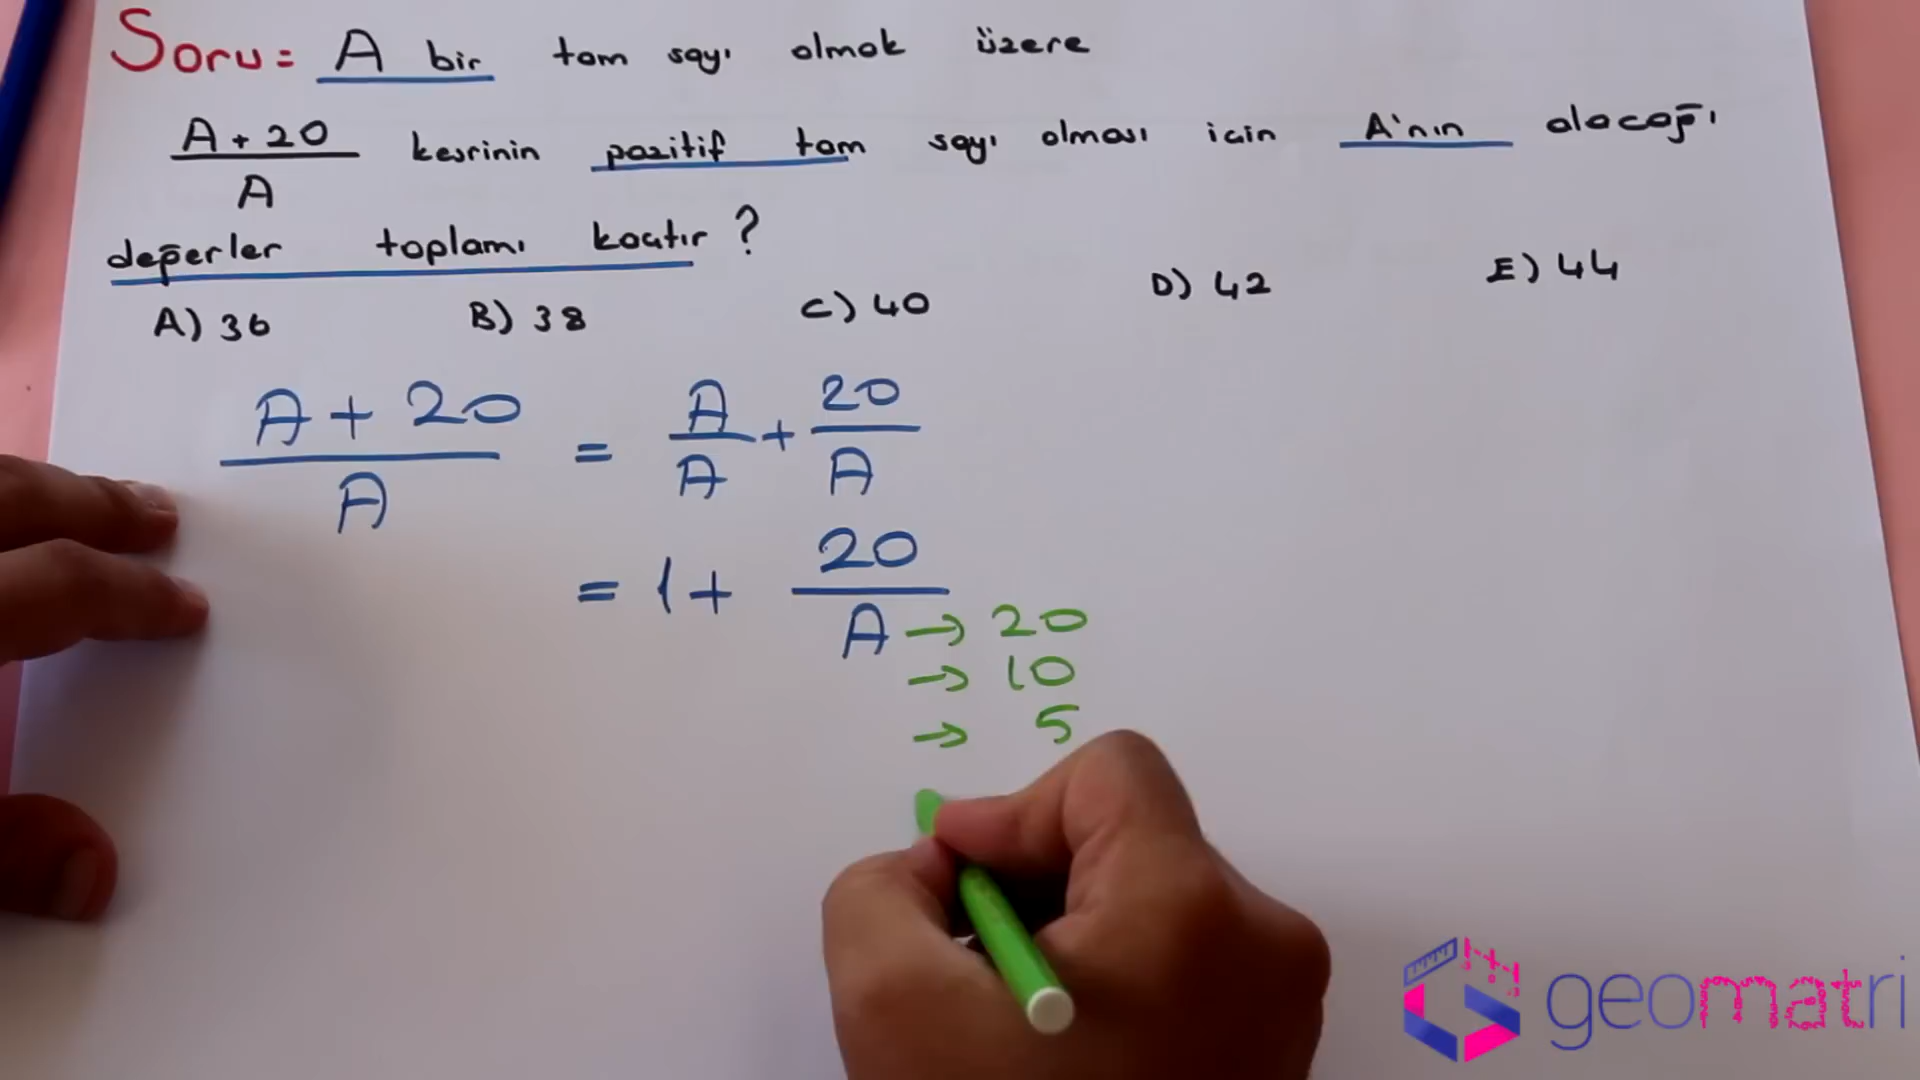 Soru = A bir tam sayı olmak üzere
A + 20 / A kesrinin pozitif tam sayı olması için A'nın alacağı
değerler toplamı kaçtır ?
A) 36 B) 38 C) 40 D) 42 E) 44
A + 20 / A = A / A + 20 / A
= 1 + 20 / A → 20
→ 10
→ 5
geomatri